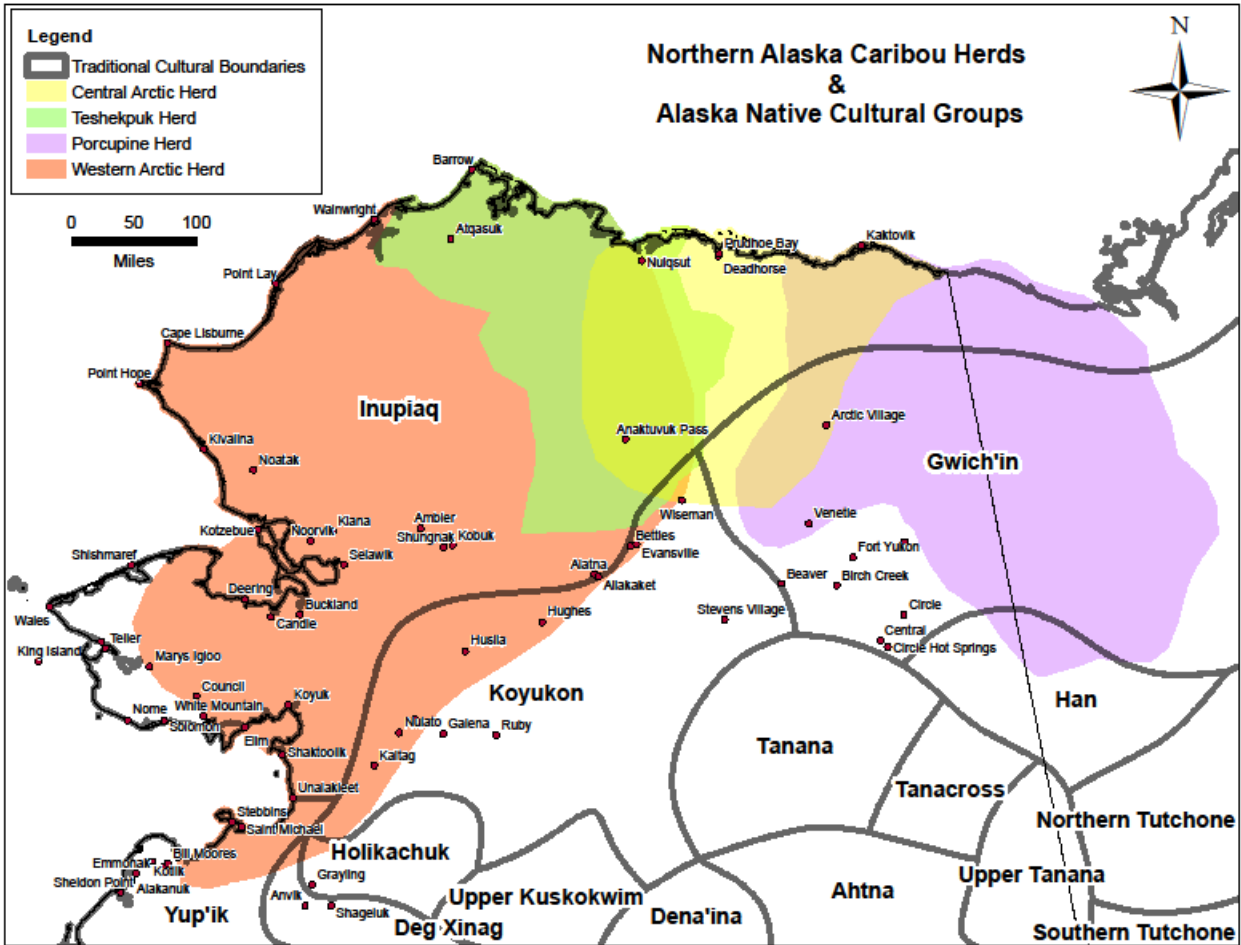 Legend
Traditional Cultural Boundaries
Central Arctic Herd
Teshekpuk Herd
Porcupine Herd
Western Arctic Herd
Northern Alaska Caribou Herds
&
Alaska Native Cultural Groups
N
0 50 100
Miles
Barrow
Wainwright
Atqasuk
Point Lay
Nuiqsut
Prudhoe Bay
Deadhorse
Kaktovik
Cape Lisburne
Point Hope
Inupiaq
Kivalina
Noatak
Anaktuvuk Pass
Arctic Village
Gwich'in
Kotzebue
Noorvik
Kiana
Ambler
Shungnak
Kobuk
Selawik
Wiseman
Bettles
Evansville
Venetie
Fort Yukon
Shishmaref
Deering
Buckland
Candle
Alatna
Allakaket
Beaver
Birch Creek
Wales
Teller
King Island
Marys Igloo
Hughes
Huslia
Stevens Village
Circle
Central
Circle Hot Springs
Council
White Mountain
Koyuk
Koyukon
Han
Nome
Solomon
Elim
Shaktoolik
Nulato
Galena
Ruby
Kaltag
Tanana
Tanacross
Unalakleet
Stebbins
Saint Michael
Northern Tutchone
Holikachuk
Bill Moores
Emmonak
Kotlik
Sheldon Point
Alakanuk
Grayling
Anvik
Shageluk
Upper Kuskokwim
Ahtna
Upper Tanana
Yup'ik
Deg Xinag
Dena'ina
Southern Tutchone